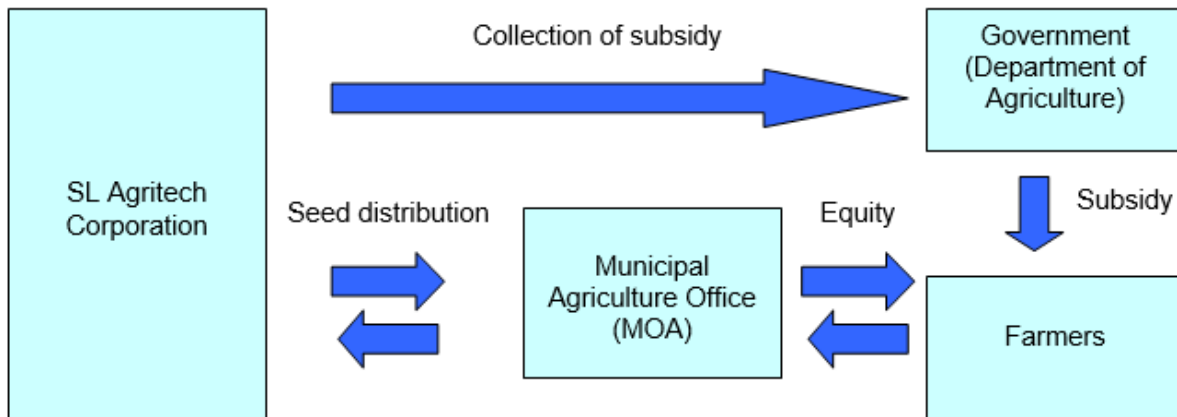 Collection of subsidy
Government
(Department of
Agriculture)
SL Agritech
Corporation
Seed distribution
Equity
Subsidy
Municipal
Agriculture Office
(MOA)
Farmers